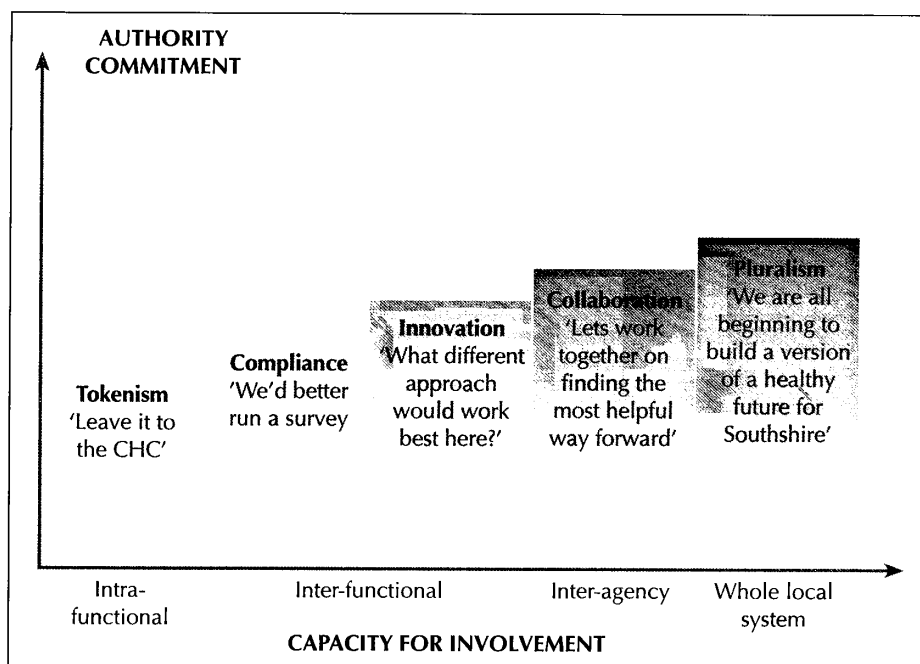 AUTHORITY
COMMITMENT
Tokenism
'Leave it to
the CHC'
Compliance
'We'd better
run a survey
Innovation
'What different
approach
would work
best here?'
Collaboration
'Lets work
together on
finding the
most helpful
way forward'
'Pluralism
'We are all
beginning to
build a version
of a healthy
future for
Southshire'
Intra-
functional
Inter-functional
Inter-agency
Whole local
system
CAPACITY FOR INVOLVEMENT